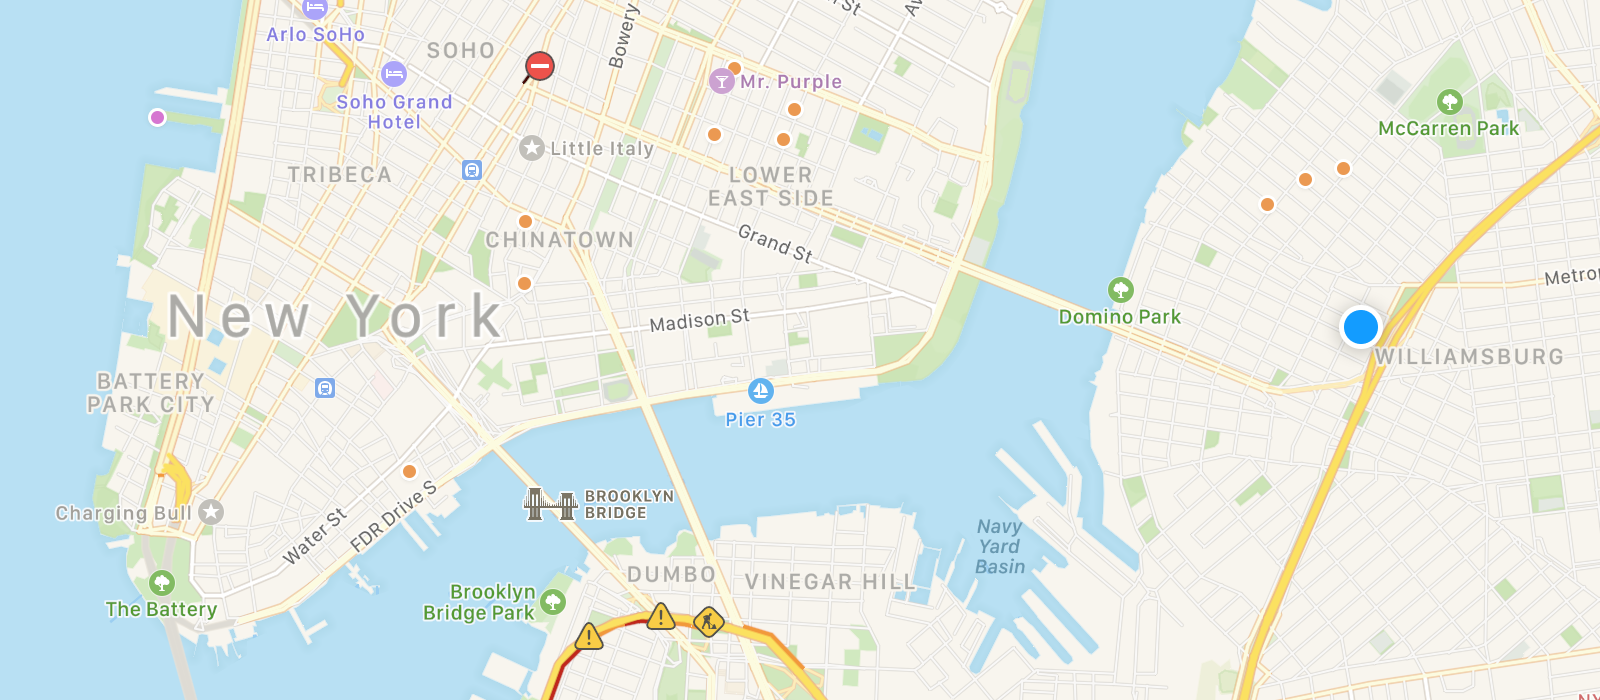 St
Av
Arlo SoHo
SOHO
Bowery
Mr. Purple
Soho Grand
Hotel
McCarren Park
Little Italy
TRIBECA
LOWER
EAST SIDE
CHINATOWN
Grand St
Metro
New York
Madison St
Domino Park
WILLIAMSBURG
BATTERY
PARK CITY
Pier 35
Charging Bull
Water St
FDR Drive S
BROOKLYN
BRIDGE
Navy
Yard
Basin
DUMBO
VINEGAR HILL
Brooklyn
Bridge Park
The Battery